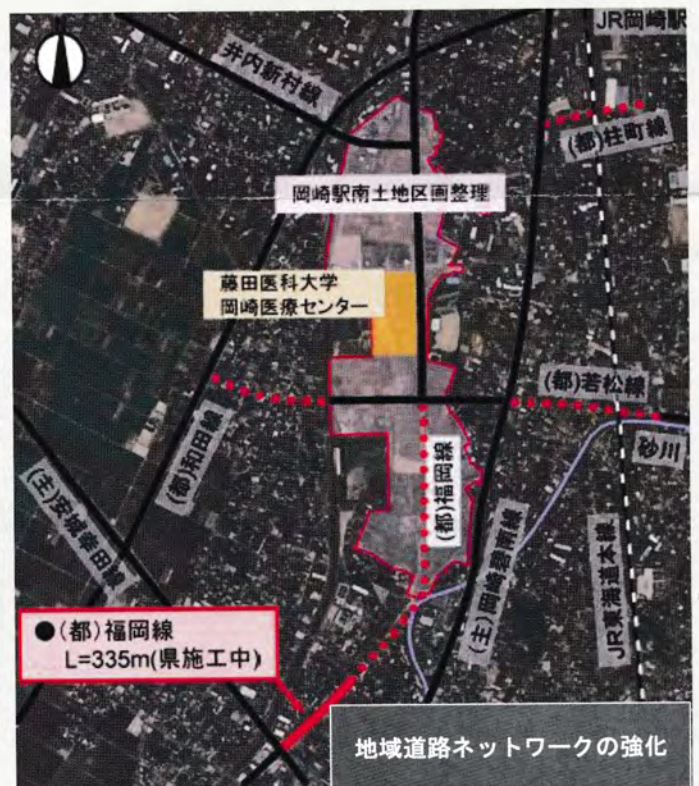 JR岡崎駅
井内新村線
(都)柱町線
岡崎駅南土地区画整理
藤田医科大学
岡崎医療センター
(都)若松線
砂川
(都)和田線
(都)福岡線
(主)安城幸田線
(主)岡崎碧南線
JR東海道本線
●(都)福岡線
L=335m(県施工中)
地域道路ネットワークの強化